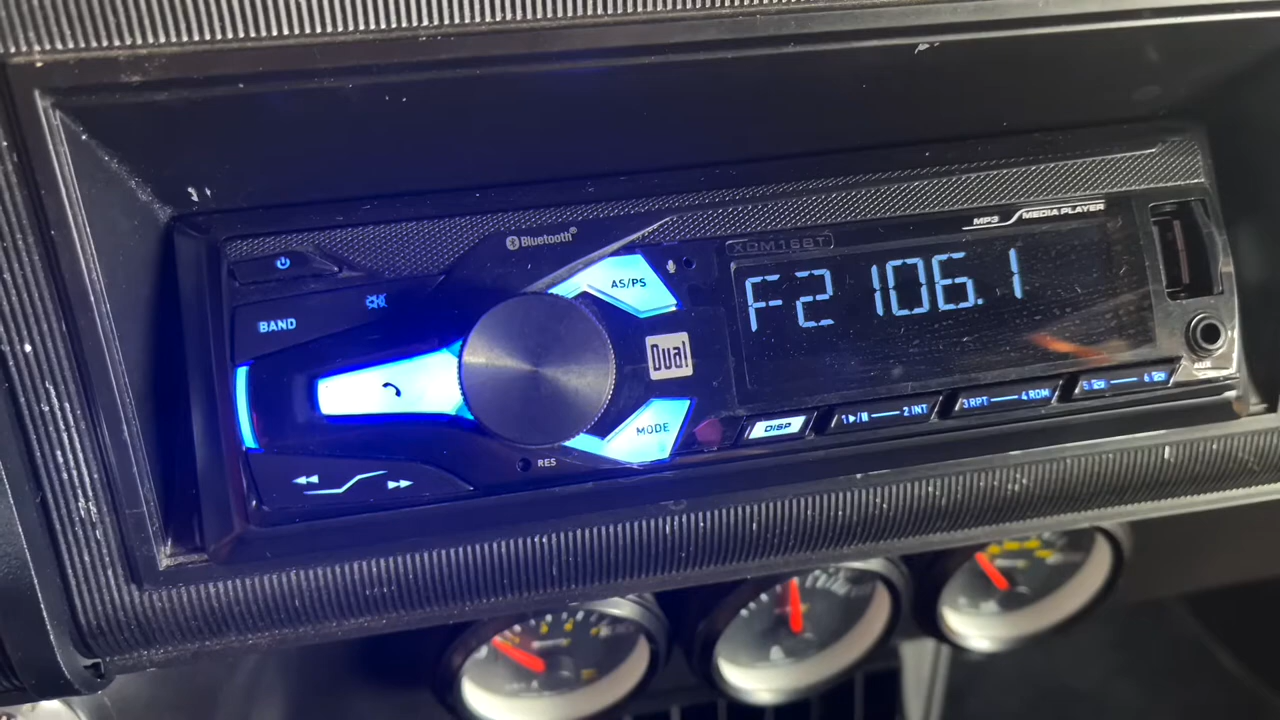 Bluetooth®
MP3 MEDIA PLAYER
XDM16BT
AS/PS
BAND
F2 106.1
Dual
MODE
DISP
1 2 INT
3 RPT 4 RDM
5 6
AUX
RES